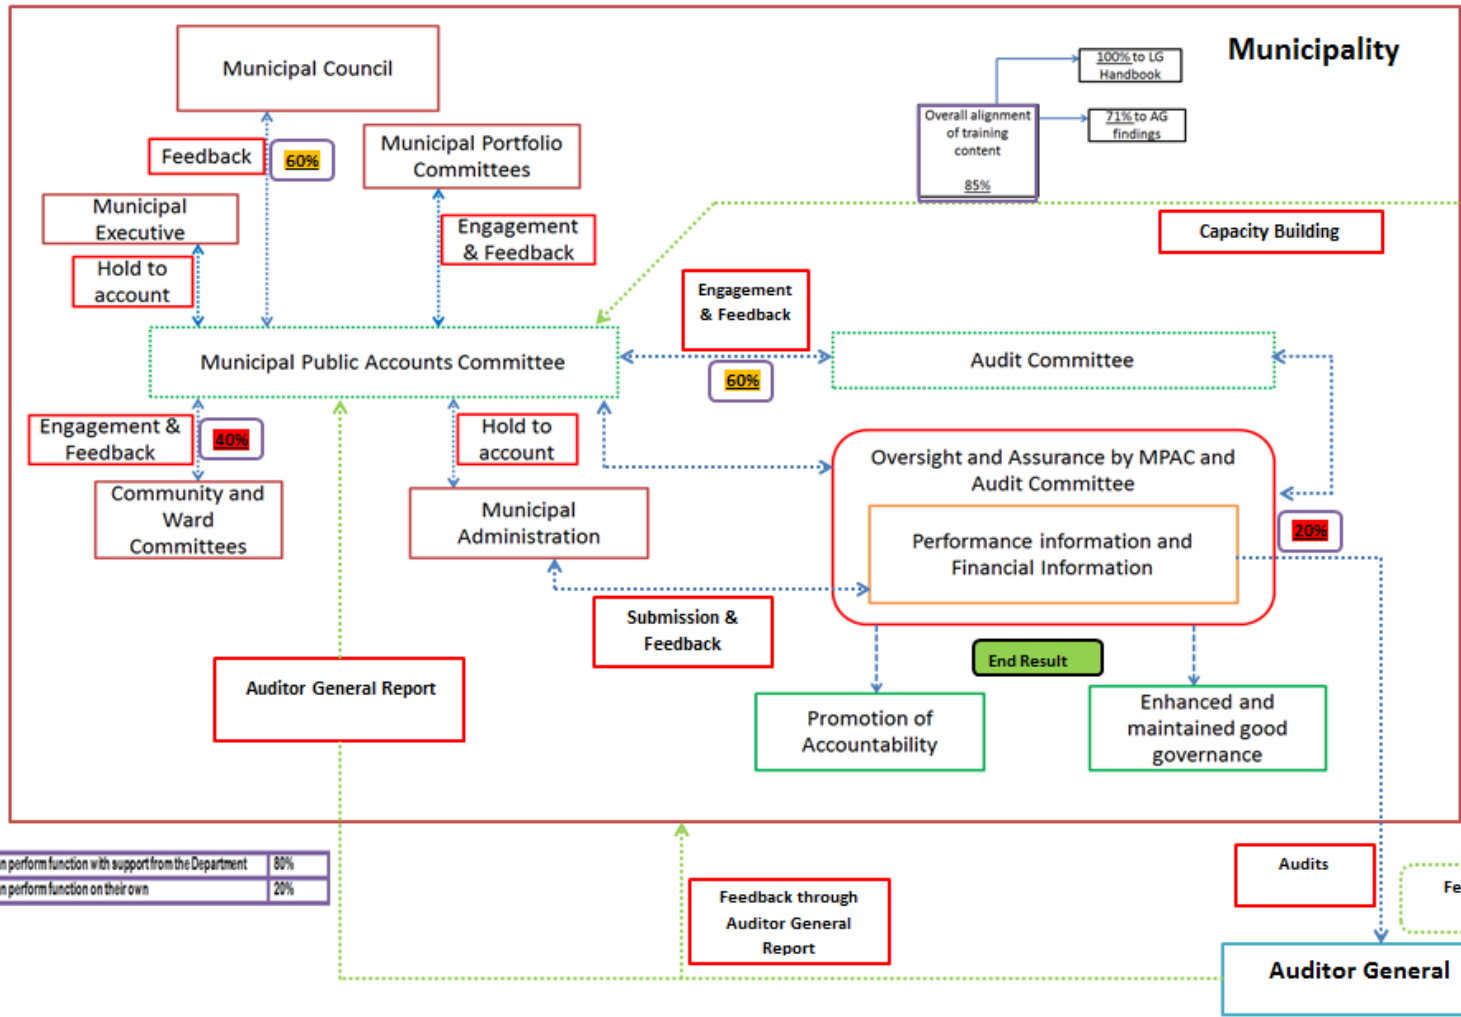 Municipality
Municipal Council
100% to LG
Handbook
Overall alignment
of training
content
85%
71% to AG
findings
Feedback
60%
Municipal Portfolio
Committees
Municipal
Executive
Engagement
& Feedback
Capacity Building
Hold to
account
Engagement
& Feedback
Municipal Public Accounts Committee
60%
Audit Committee
Engagement &
Feedback
40%
Hold to
account
Oversight and Assurance by MPAC and
Audit Committee
Community and
Ward
Committees
Municipal
Administration
20%
Performance information and
Financial Information
Submission &
Feedback
End Result
Auditor General Report
Promotion of
Accountability
Enhanced and
maintained good
governance
n perform function with support from the Department 80%
n perform function on their own 20%
Audits
Fe
Feedback through
Auditor General
Report
Auditor General